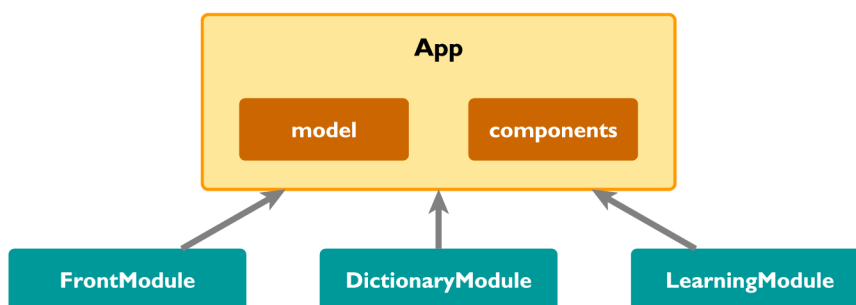 App
model
components
FrontModule
DictionaryModule
LearningModule